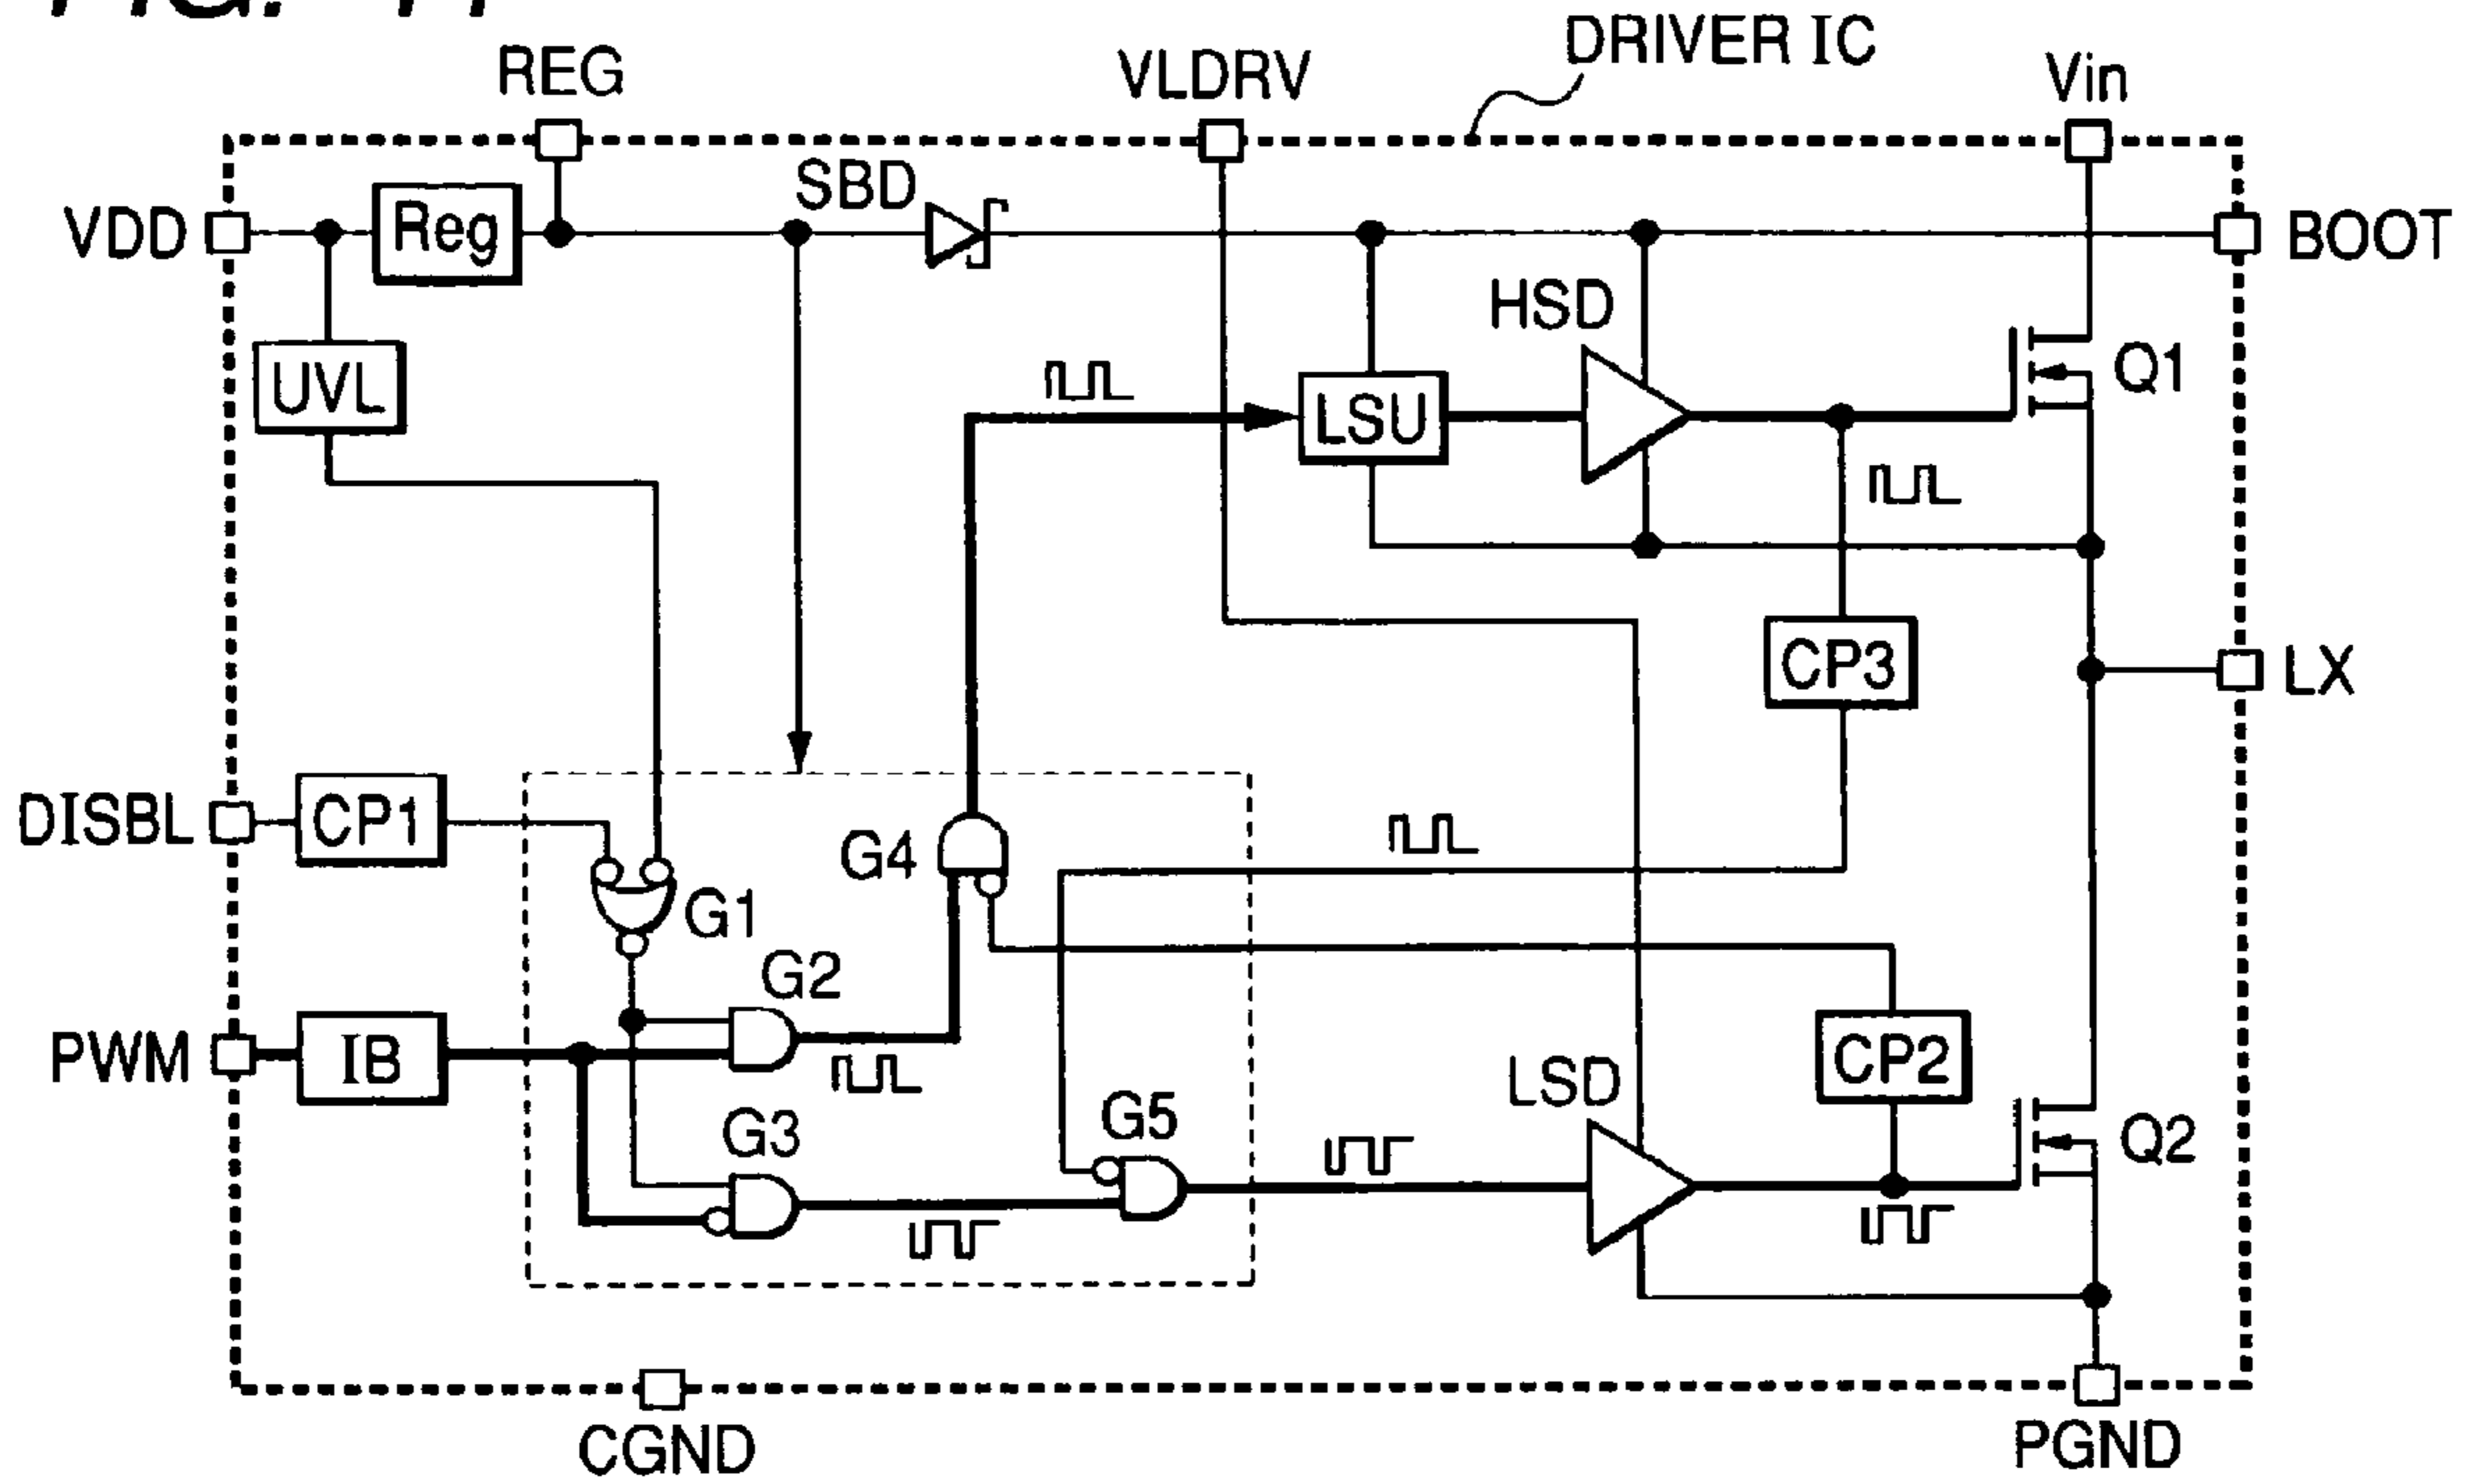 REG
VLDRV
DRIVER IC
Vin
SBD
VDD
Reg
BOOT
HSD
UVL
Q1
LSU
CP3
LX
DISBL
CP1
G4
G1
G2
PWM
IB
LSD
CP2
G3
G5
Q2
CGND
PGND